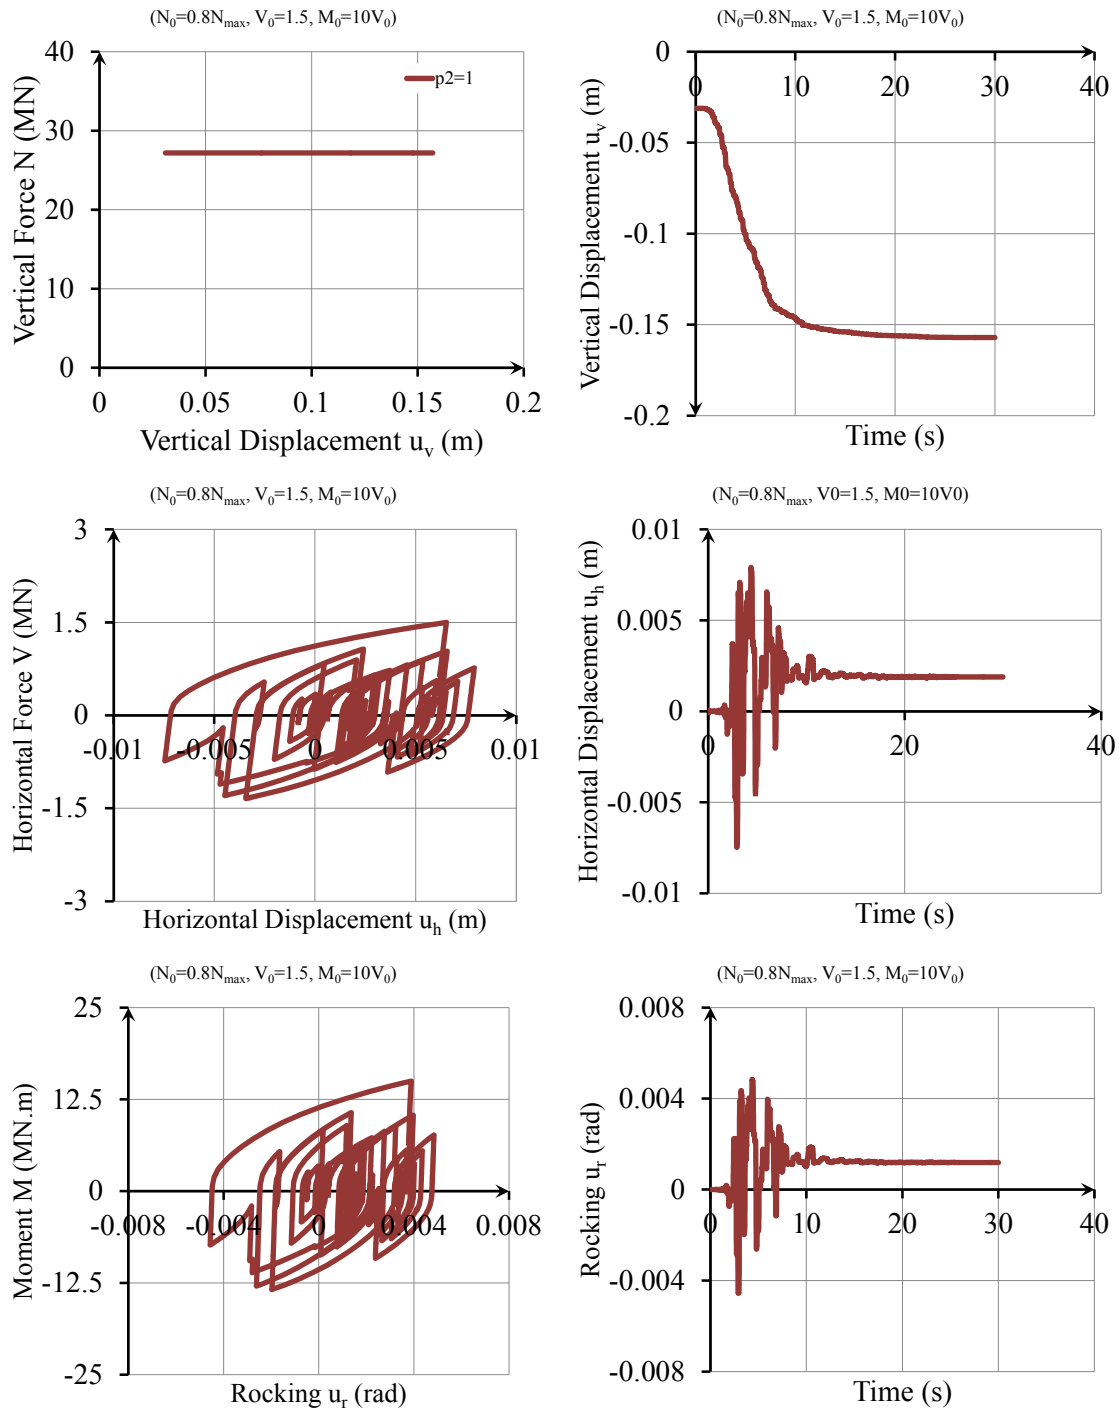 (N₀=0.8Nₘₐₓ, V₀=1.5, M₀=10V₀)
40
30
20
10
0
Vertical Force N (MN)
p2=1
0 0.05 0.1 0.15 0.2
Vertical Displacement uᵥ (m)
(N₀=0.8Nₘₐₓ, V₀=1.5, M₀=10V₀)
0
-0.05
-0.1
-0.15
-0.2
Vertical Displacement uᵥ (m)
0 10 20 30 40
Time (s)
(N₀=0.8Nₘₐₓ, V₀=1.5, M₀=10V₀)
3
1.5
0
-1.5
-3
Horizontal Force V (MN)
-0.01 -0.005 0 0.005 0.01
Horizontal Displacement uₕ (m)
(N₀=0.8Nₘₐₓ, V0=1.5, M0=10V0)
0.01
0.005
0
-0.005
-0.01
Horizontal Displacement uₕ (m)
0 20 40
Time (s)
(N₀=0.8Nₘₐₓ, V₀=1.5, M₀=10V₀)
25
12.5
0
-12.5
-25
Moment M (MN.m)
-0.008 -0.004 0 0.004 0.008
Rocking uᵣ (rad)
(N₀=0.8Nₘₐₓ, V₀=1.5, M₀=10V₀)
0.008
0.004
0
-0.004
-0.008
Rocking uᵣ (rad)
0 10 20 30 40
Time (s)